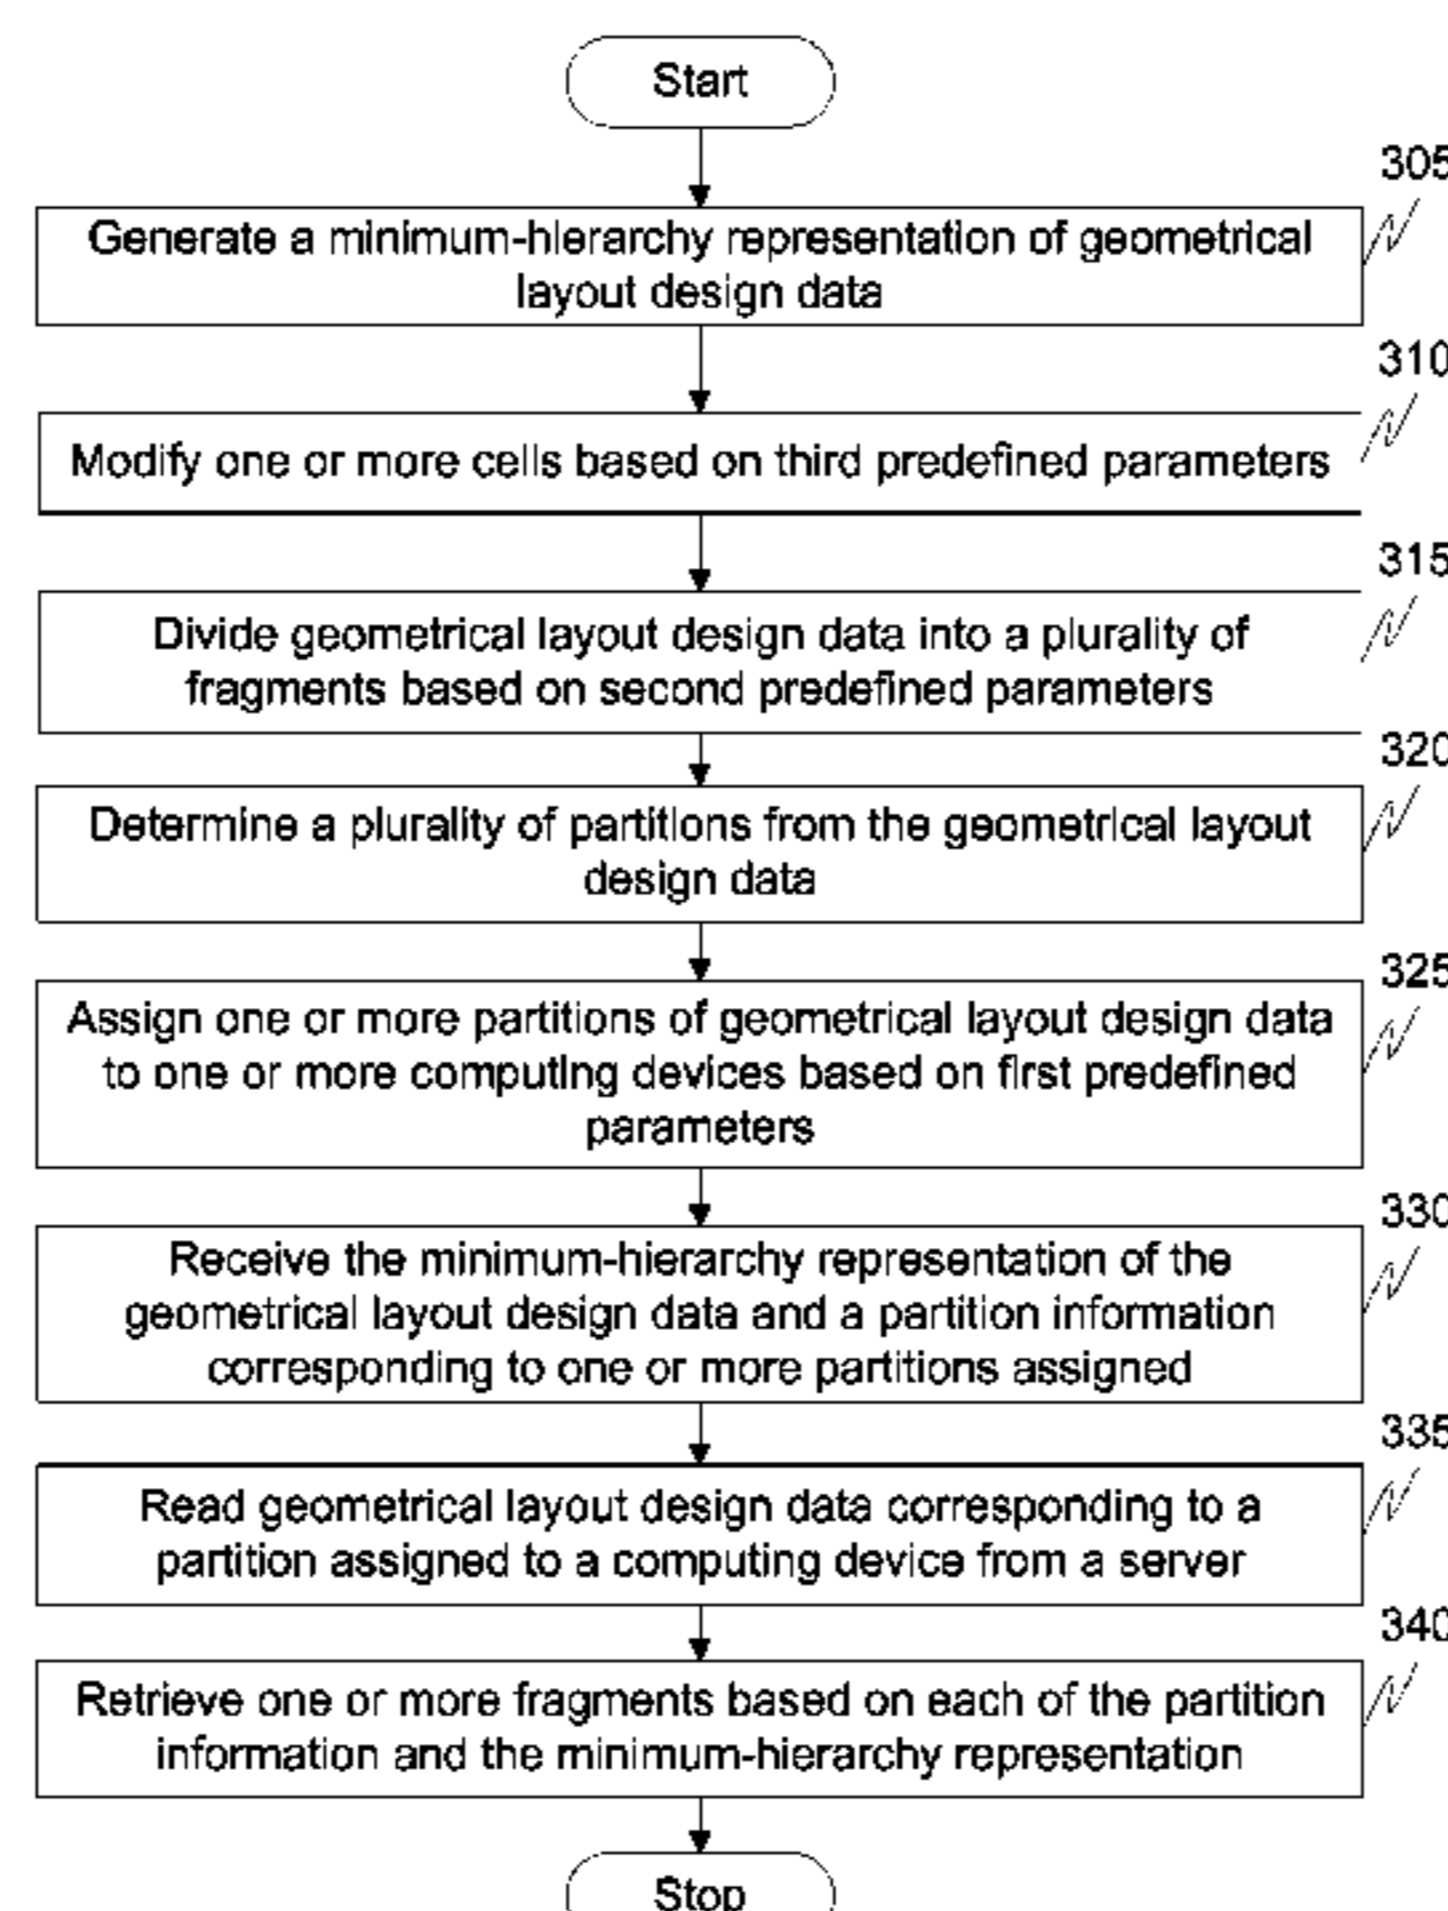 Start
305
Generate a minimum-hierarchy representation of geometrical
layout design data
310
Modify one or more cells based on third predefined parameters
315
Divide geometrical layout design data into a plurality of
fragments based on second predefined parameters
320
Determine a plurality of partitions from the geometrical layout
design data
325
Assign one or more partitions of geometrical layout design data
to one or more computing devices based on first predefined
parameters
330
Receive the minimum-hierarchy representation of the
geometrical layout design data and a partition information
corresponding to one or more partitions assigned
335
Read geometrical layout design data corresponding to a
partition assigned to a computing device from a server
340
Retrieve one or more fragments based on each of the partition
information and the minimum-hierarchy representation
Stop